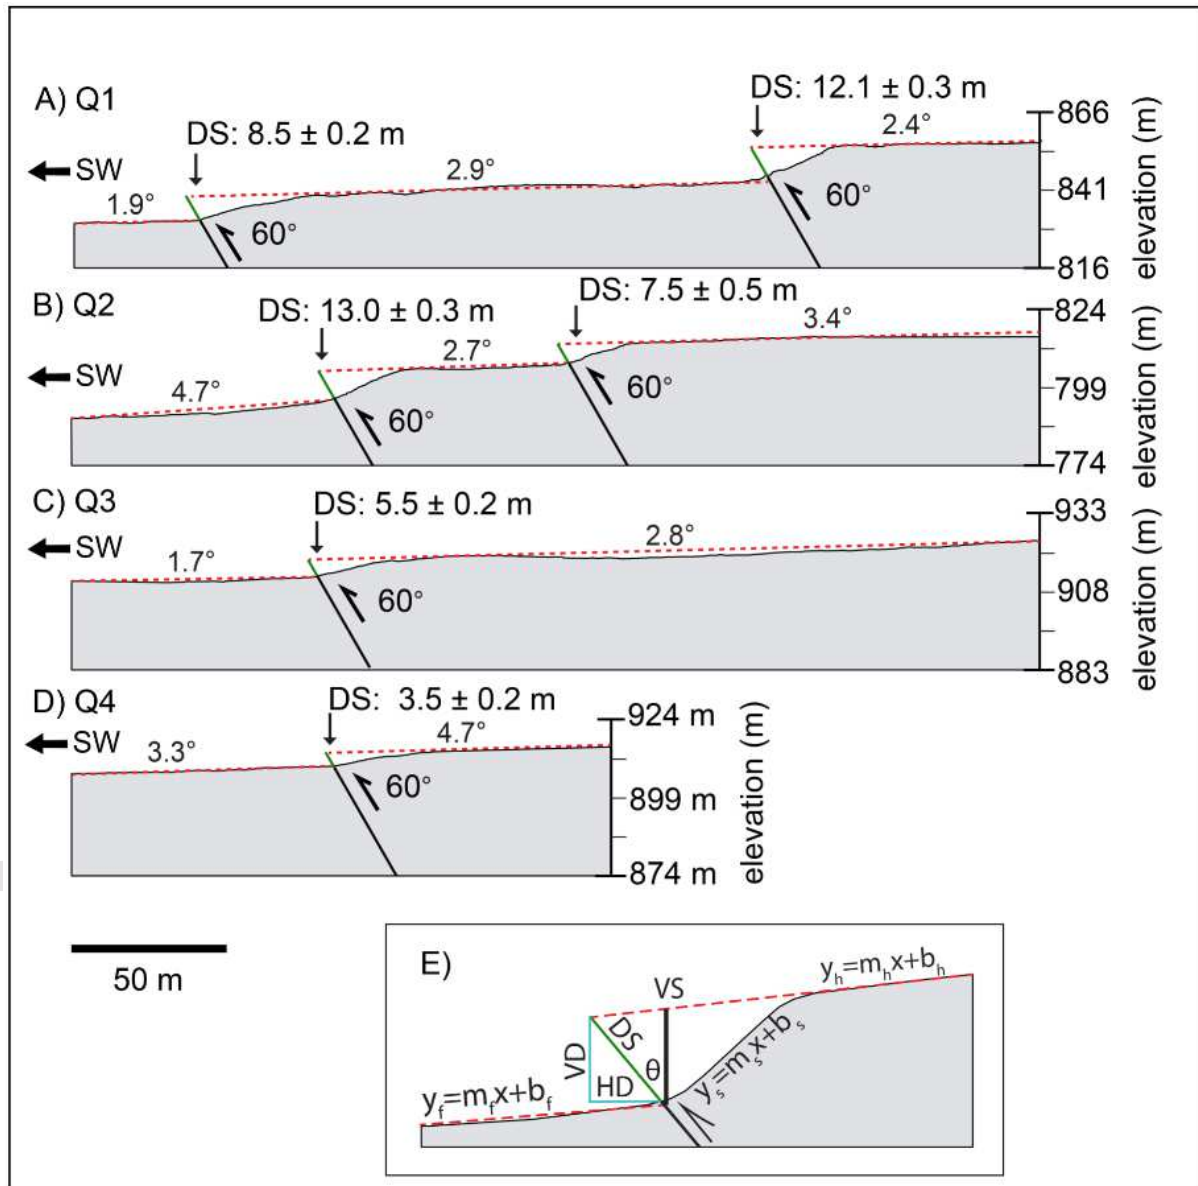 A) Q1
DS: 12.1 ± 0.3 m
DS: 8.5 ± 0.2 m
SW
1.9°
2.9°
2.4°
60°
60°
866
841
816
elevation (m)
B) Q2
DS: 13.0 ± 0.3 m
DS: 7.5 ± 0.5 m
SW
4.7°
2.7°
3.4°
60°
60°
824
799
774
elevation (m)
C) Q3
DS: 5.5 ± 0.2 m
SW
1.7°
2.8°
60°
933
908
883
elevation (m)
D) Q4
DS: 3.5 ± 0.2 m
SW
3.3°
4.7°
60°
924 m
899 m
874 m
elevation (m)
50 m
E)
VS
y_h=m_hx+b_h
DS
VD
θ
HD
y_s=m_sx+b_s
y_f=m_fx+b_f